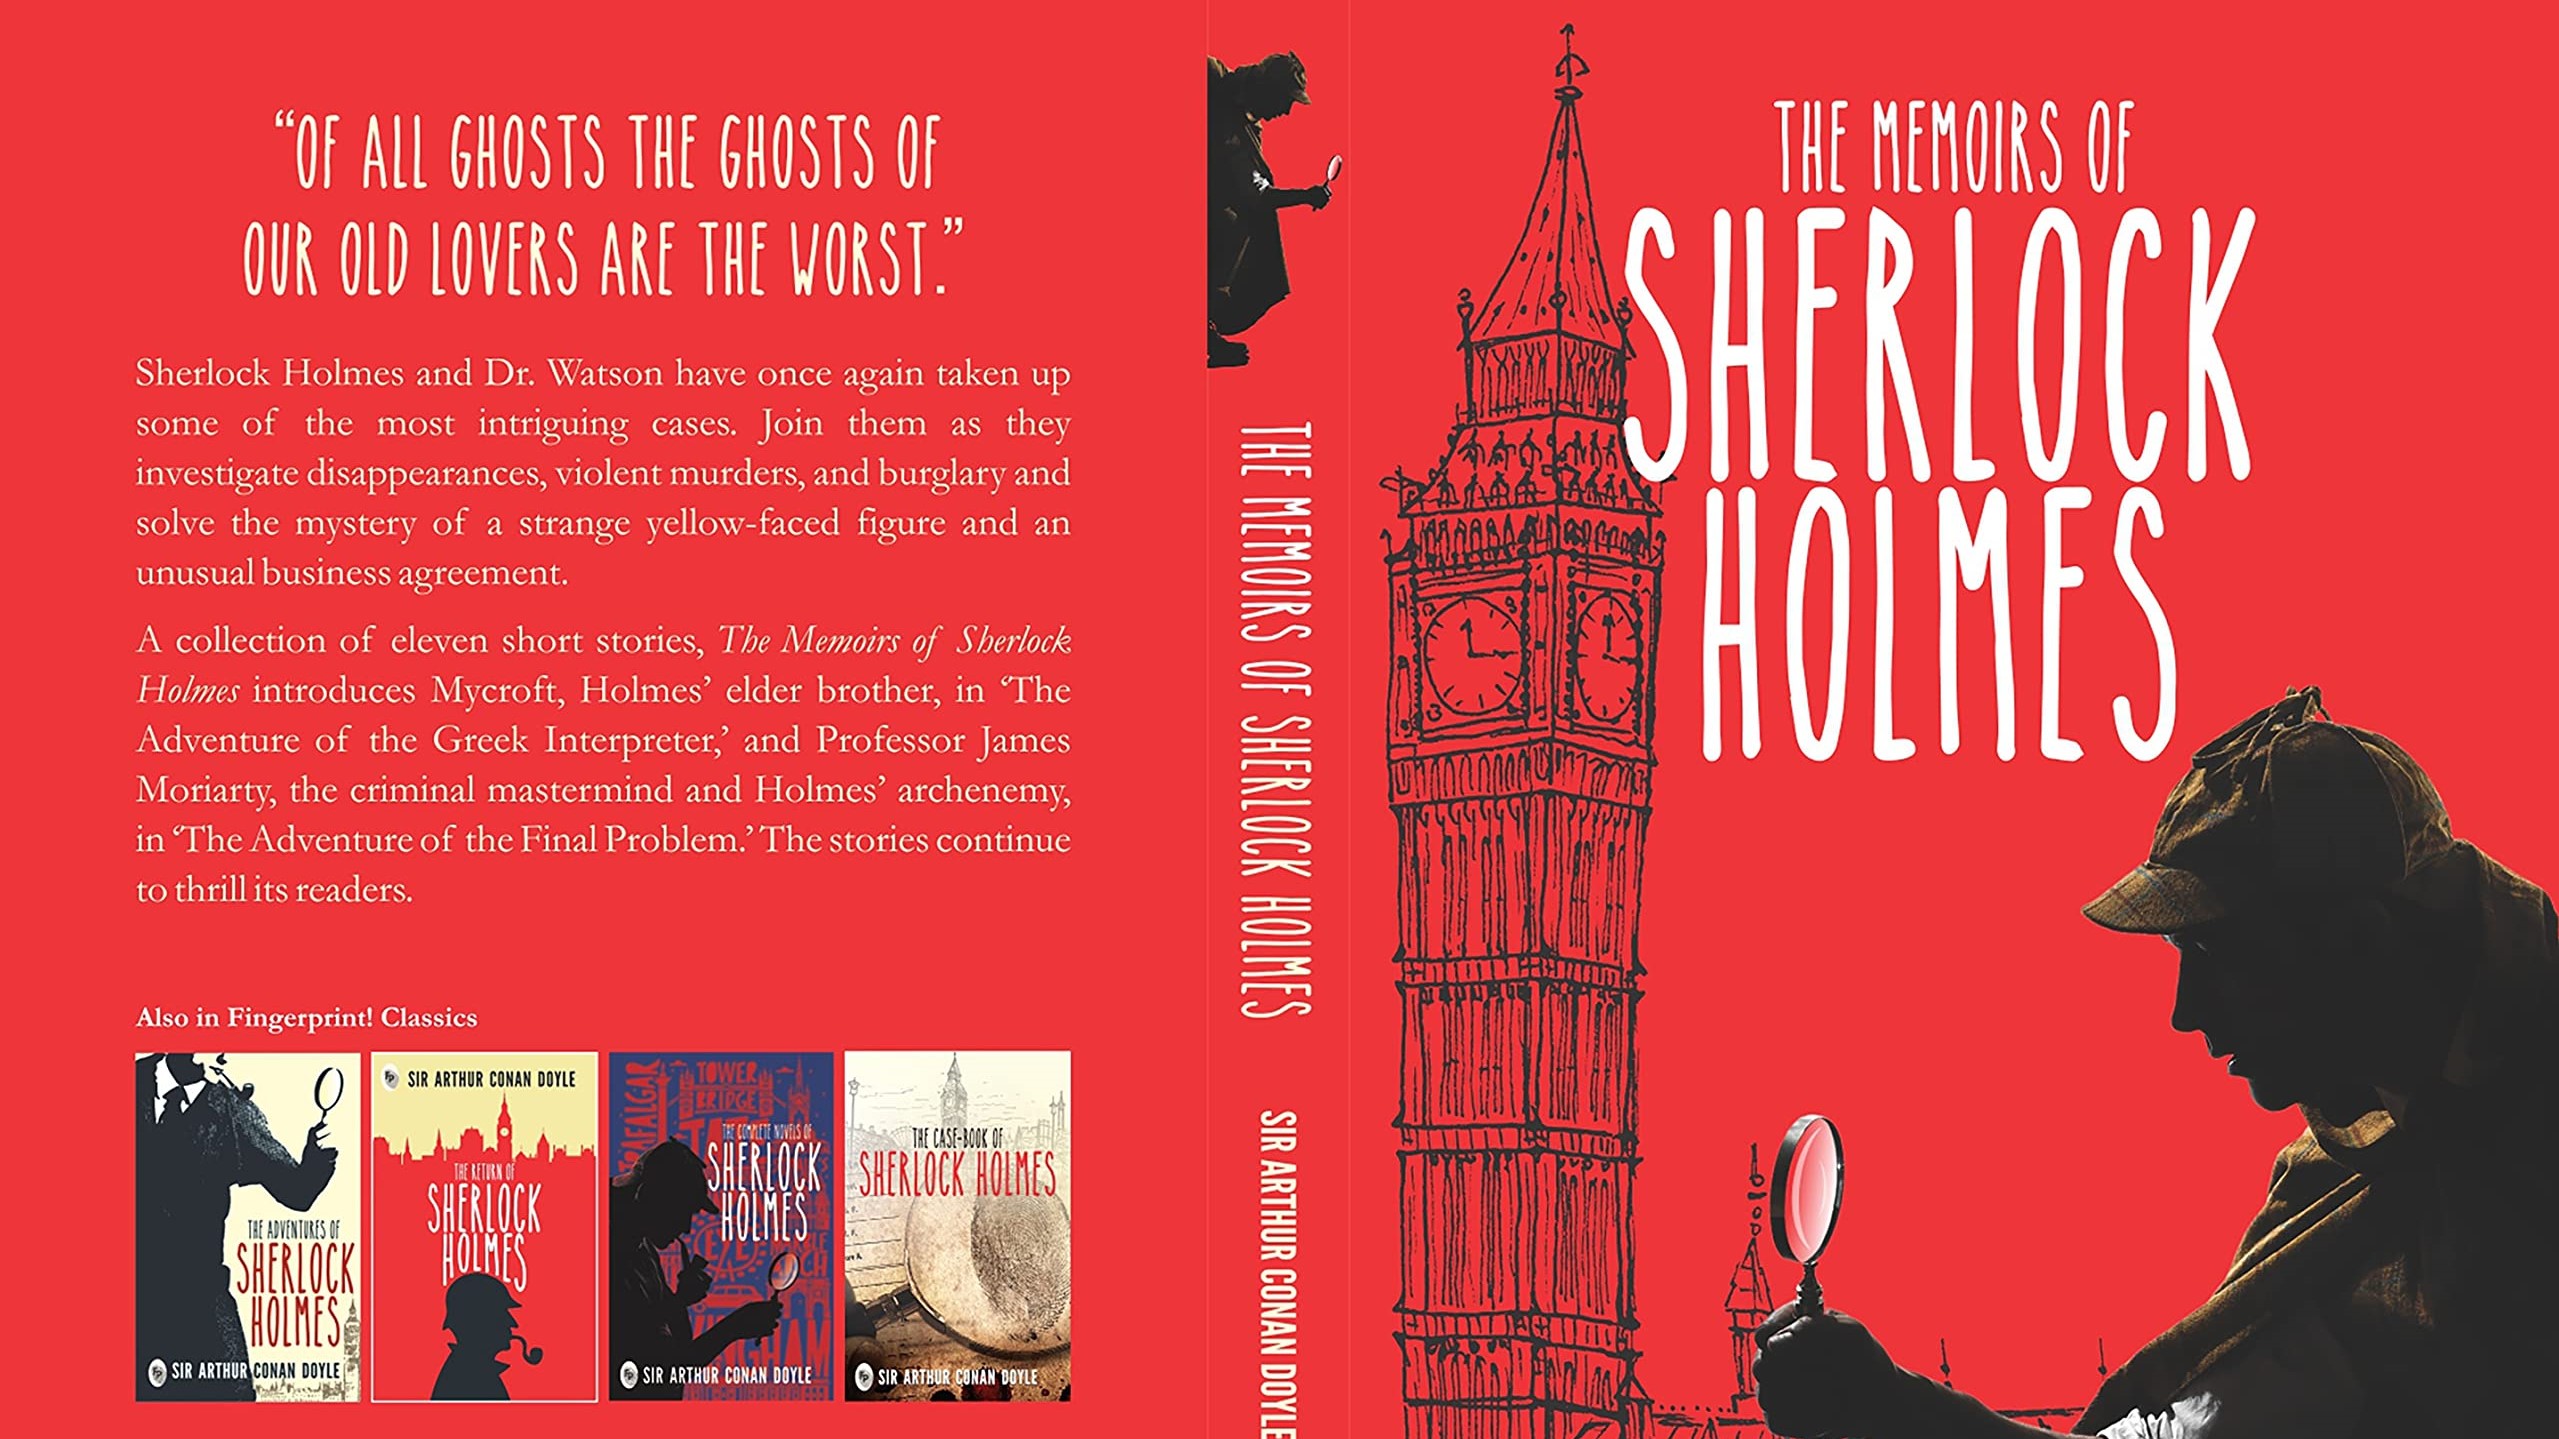 “OF ALL GHOSTS THE GHOSTS OF
OUR OLD LOVERS ARE THE WORST.”
Sherlock Holmes and Dr. Watson have once again taken up
some of the most intriguing cases. Join them as they
investigate disappearances, violent murders, and burglary and
solve the mystery of a strange yellow-faced figure and an
unusual business agreement.
A collection of eleven short stories, The Memoirs of Sherlock
Holmes introduces Mycroft, Holmes’ elder brother, in ‘The
Adventure of the Greek Interpreter,’ and Professor James
Moriarty, the criminal mastermind and Holmes’ archenemy,
in ‘The Adventure of the Final Problem.’ The stories continue
to thrill its readers.
Also in Fingerprint! Classics
THE ADVENTURES OF
SHERLOCK
HOLMES
SIR ARTHUR CONAN DOYLE
SIR ARTHUR CONAN DOYLE
THE RETURN OF
SHERLOCK
HOLMES
TRAFALGAR
TOWER
BRIDGE
THE COMPLETE NOVELS OF
SHERLOCK
HOLMES
SIR ARTHUR CONAN DOYLE
THE CASE-BOOK OF
SHERLOCK HOLMES
SIR ARTHUR CONAN DOYLE
THE MEMOIRS OF SHERLOCK HOLMES
SIR ARTHUR CONAN DOYLE
THE MEMOIRS OF
SHERLOCK
HOLMES